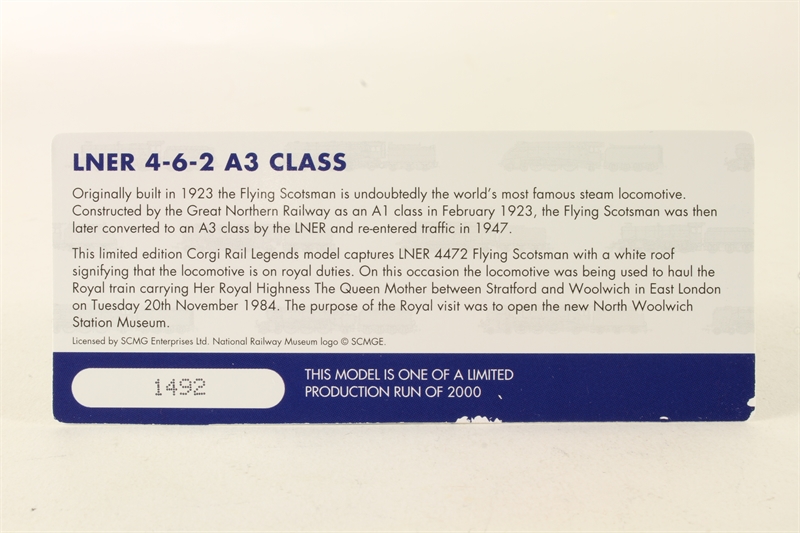 LNER 4-6-2 A3 CLASS
Originally built in 1923 the Flying Scotsman is undoubtedly the world's most famous steam locomotive.
Constructed by the Great Northern Railway as an A1 class in February 1923, the Flying Scotsman was then
later converted to an A3 class by the LNER and re-entered traffic in 1947.
This limited edition Corgi Rail Legends model captures LNER 4472 Flying Scotsman with a white roof
signifying that the locomotive is on royal duties. On this occasion the locomotive was being used to haul the
Royal train carrying Her Royal Highness The Queen Mother between Stratford and Woolwich in East London
on Tuesday 20th November 1984. The purpose of the Royal visit was to open the new North Woolwich
Station Museum.
Licensed by SCMG Enterprises Ltd. National Railway Museum logo © SCMGE.
1492
THIS MODEL IS ONE OF A LIMITED
PRODUCTION RUN OF 2000